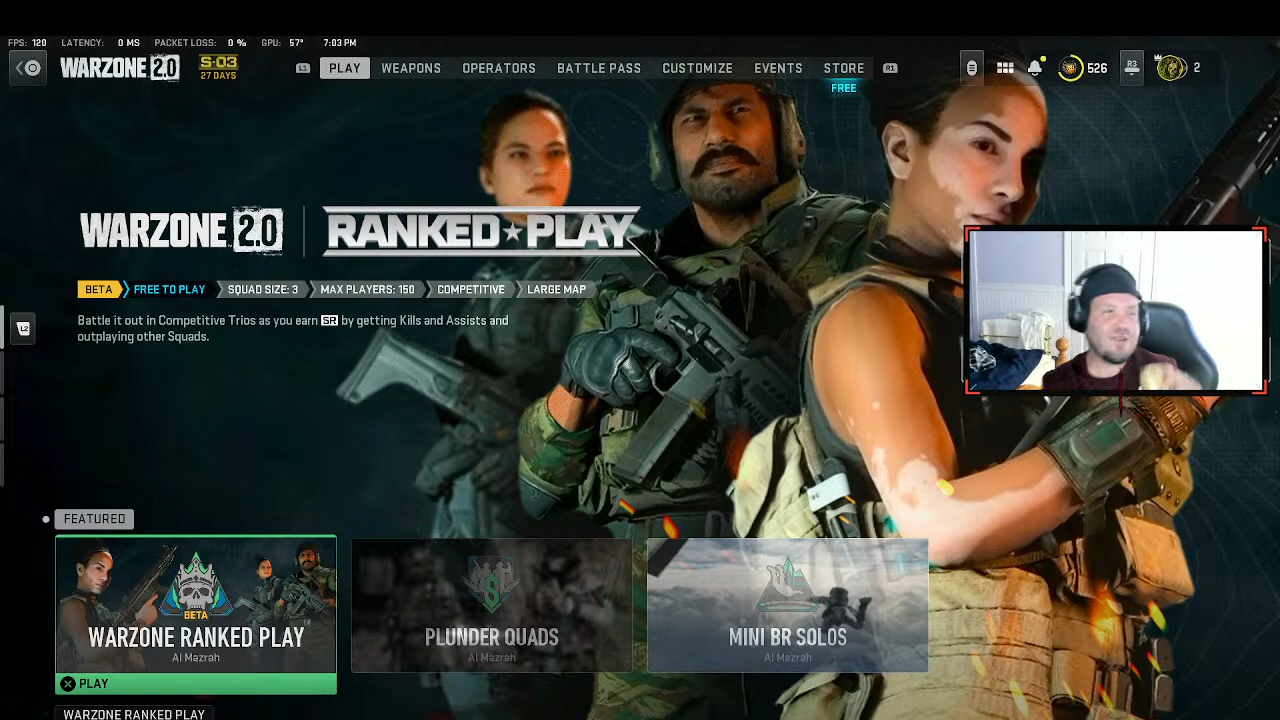 FPS: 120 LATENCY: 0 MS PACKET LOSS: 0 % GPU: 57° 7:03 PM
WARZONE 2.0 S-03 L1 PLAY WEAPONS OPERATORS BATTLE PASS CUSTOMIZE EVENTS STORE R1 526 R3 2
27 DAYS
FREE
WARZONE 2.0 RANKED PLAY
BETA FREE TO PLAY SQUAD SIZE: 3 MAX PLAYERS: 150 COMPETITIVE LARGE MAP
Battle it out in Competitive Trios as you earn SR by getting Kills and Assists and
L2
outplaying other Squads.
FEATURED
BETA
WARZONE RANKED PLAY PLUNDER QUADS MINI BR SOLOS
Al Mazrah Al Mazrah Al Mazrah
PLAY
WARZONE RANKED PLAY